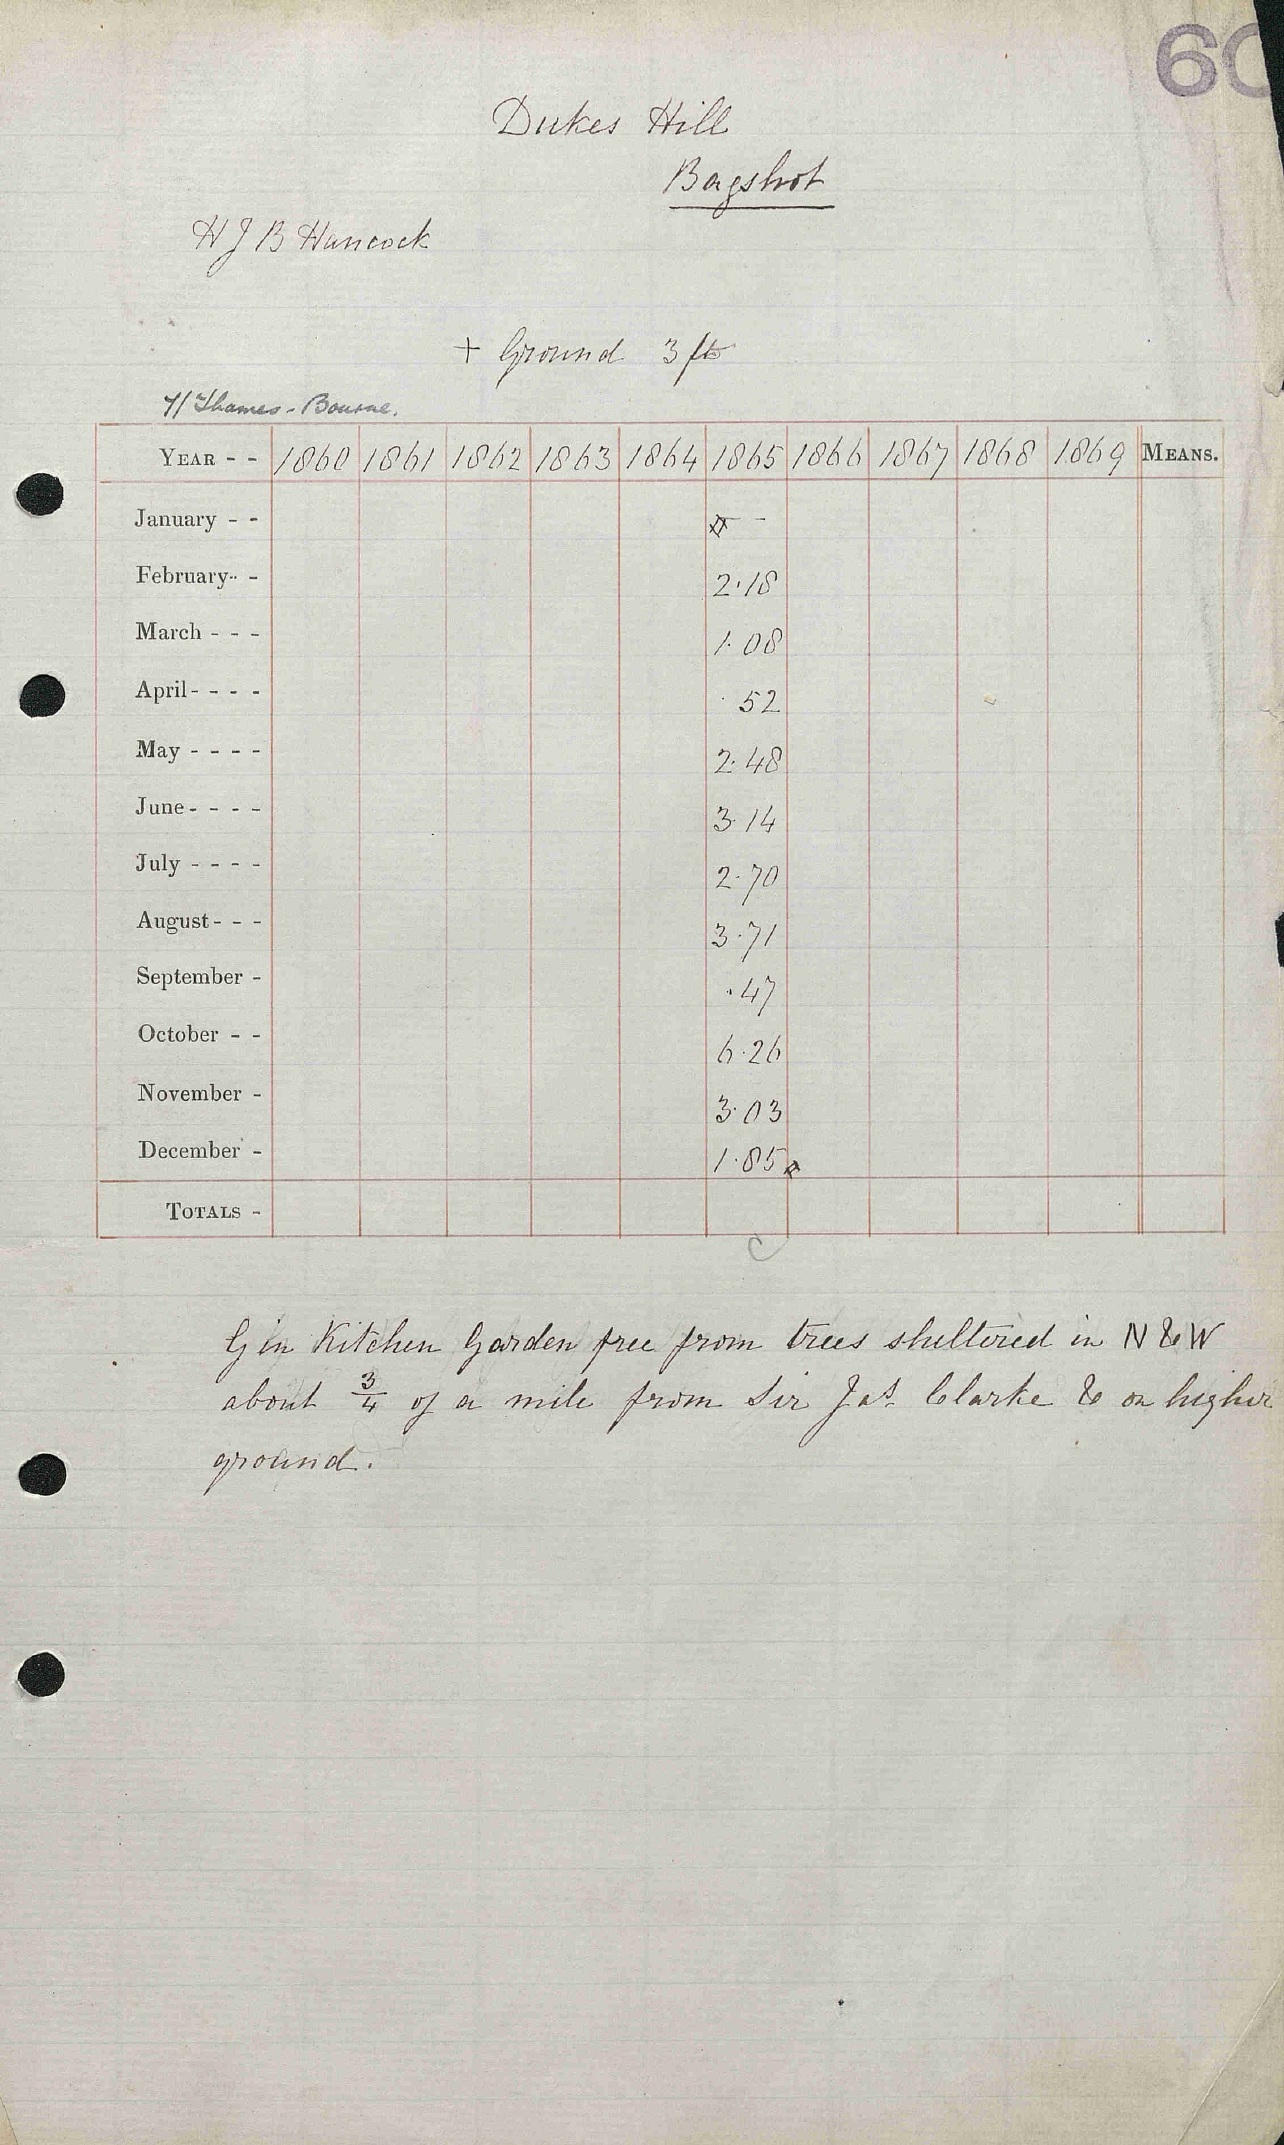 60
Dukes Hill
Bagshot
H J B Hancock
+ Ground 3 ft
7/ Thames - Bourne.
YEAR - - 1860 1861 1862 1863 1864 1865 1866 1867 1868 1869 MEANS.
January - - -
February - - 2.18
March - - - 1.08
April - - - - .52
May - - - - 2.48
June - - - - 3.14
July - - - - 2.70
August - - - 3.71
September - .47
October - - 6.26
November - 3.03
December - 1.85
TOTALS -
C
G in Kitchen Garden free from trees sheltered in N & W
about 3/4 of a mile from Sir Jas. Clarke & on higher
ground.